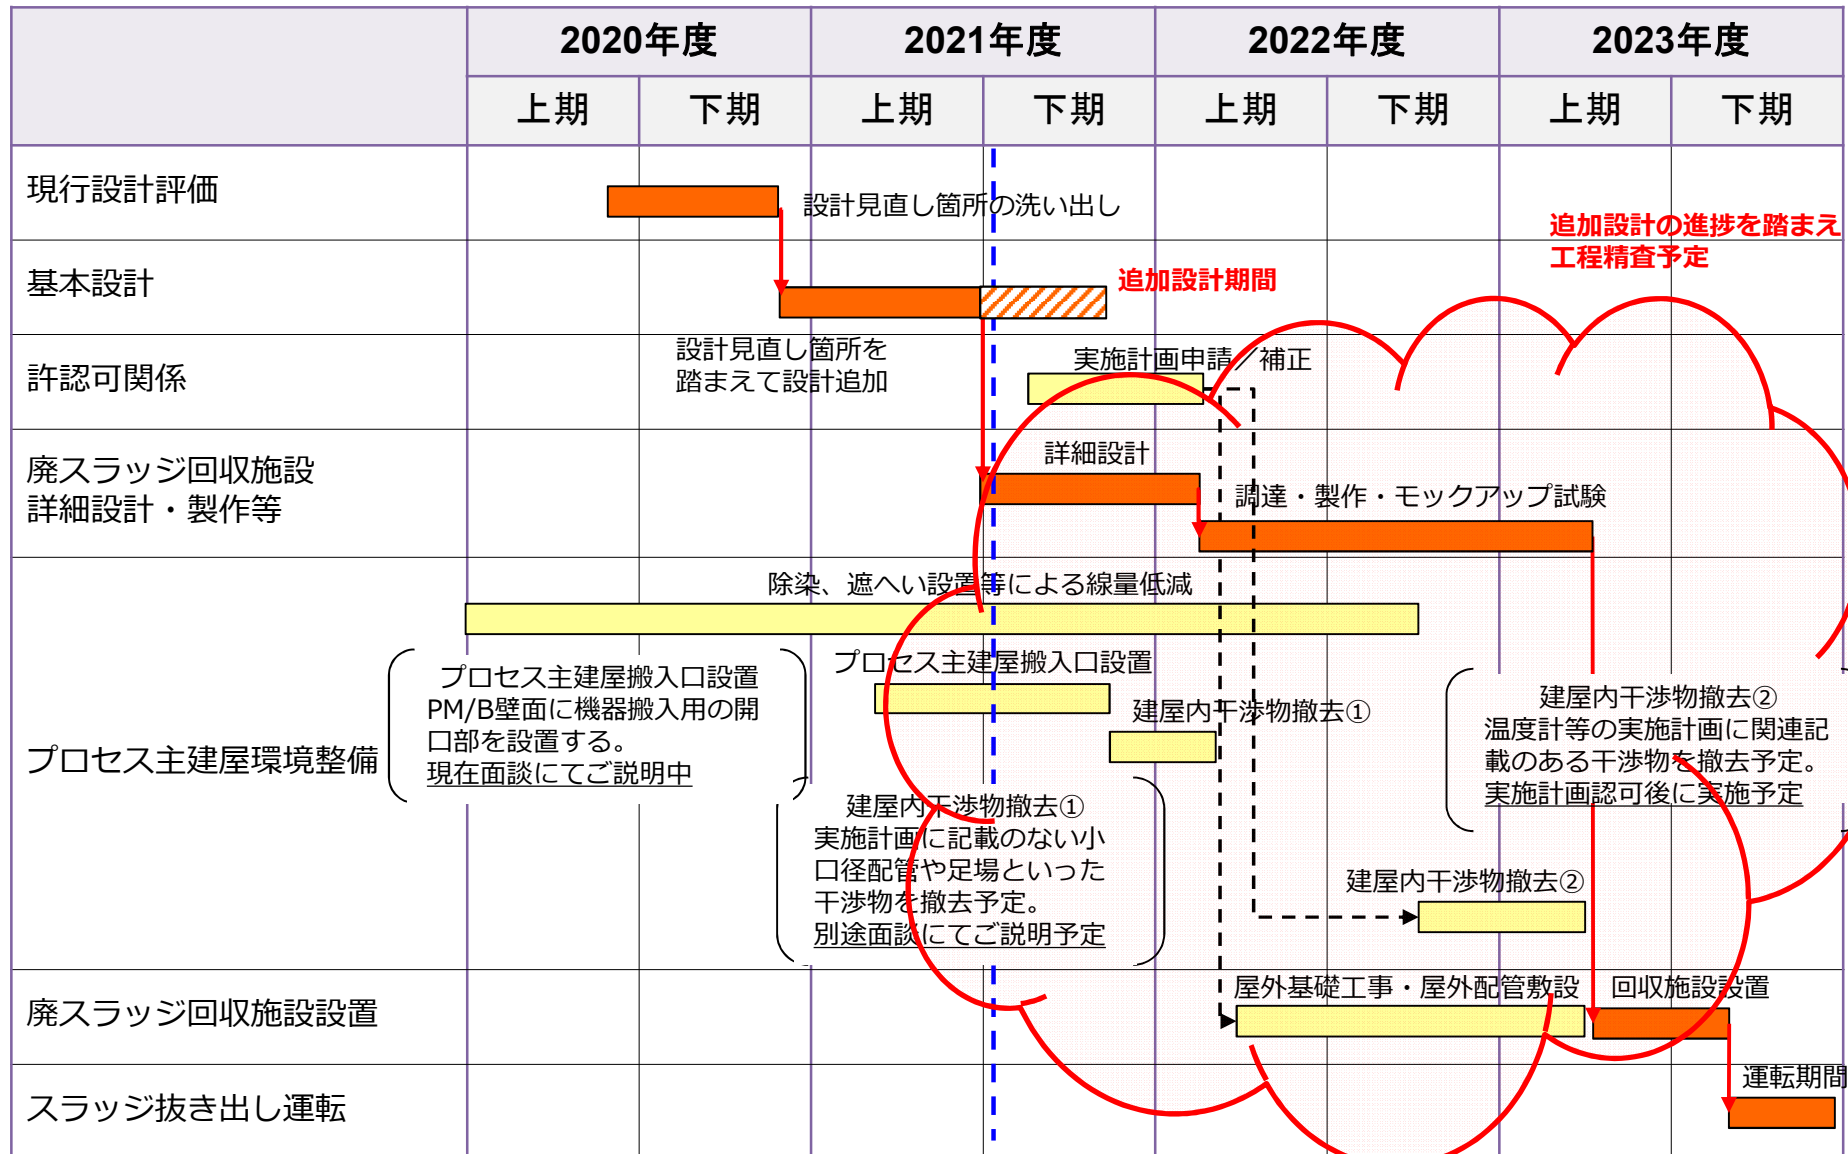 2020年度
2021年度
2022年度
2023年度
上期
下期
上期
下期
上期
下期
上期
下期
現行設計評価
設計見直し箇所の洗い出し
追加設計の進捗を踏まえ
工程精査予定
基本設計
追加設計期間
設計見直し箇所を
踏まえて設計追加
許認可関係
実施計画申請／補正
廃スラッジ回収施設
詳細設計・製作等
詳細設計
調達・製作・モックアップ試験
除染、遮へい設置等による線量低減
プロセス主建屋環境整備
プロセス主建屋搬入口設置
PM/B壁面に機器搬入用の開
口部を設置する。
現在面談にてご説明中
プロセス主建屋搬入口設置
建屋内干渉物撤去①
建屋内干渉物撤去①
実施計画に記載のない小
口径配管や足場といった
干渉物を撤去予定。
別途面談にてご説明予定
建屋内干渉物撤去②
温度計等の実施計画に関連記
載のある干渉物を撤去予定。
実施計画認可後に実施予定
建屋内干渉物撤去②
廃スラッジ回収施設設置
屋外基礎工事・屋外配管敷設
回収施設設置
スラッジ抜き出し運転
運転期間